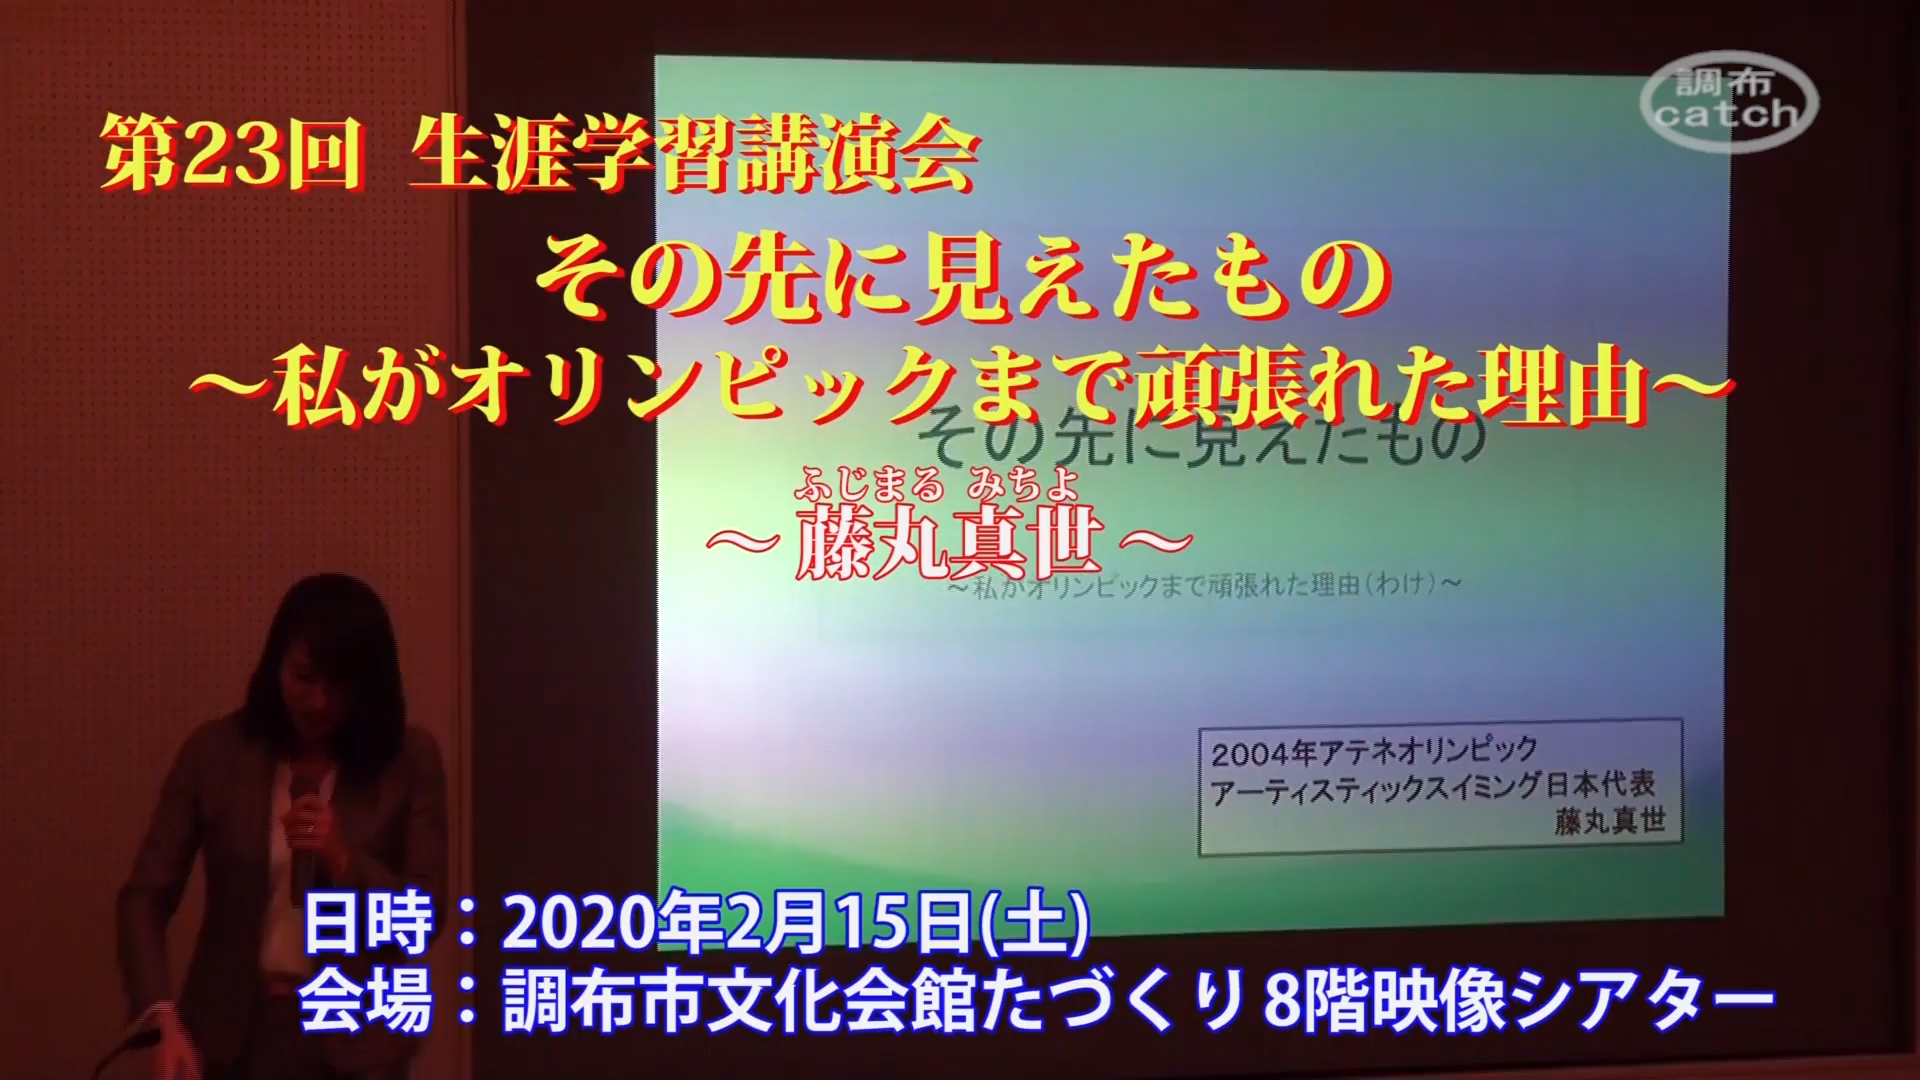 調布
catch
第23回 生涯学習講演会
その先に見えたもの
～私がオリンピックまで頑張れた理由～
その先に見えたもの
ふじまる みちよ
～藤丸真世～
～私がオリンピックまで頑張れた理由(わけ)～
2004年アテネオリンピック
アーティスティックスイミング日本代表
藤丸真世
日時：2020年2月15日(土)
会場：調布市文化会館たづくり 8階映像シアター